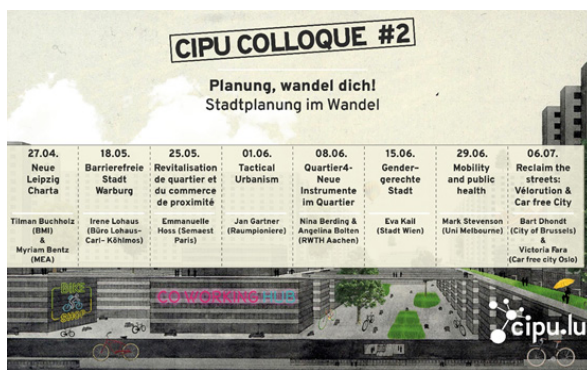 CIPU COLLOQUE #2
Planung, wandel dich!
Stadtplanung im Wandel
27.04.
Neue
Leipzig
Charta
Tilman Buchholz
(BMI)
&
Myriam Bentz
(MEA)
18.05.
Barrierefreie
Stadt
Warburg
Irene Lohaus
(Büro Lohaus-
Carl- Köhlmos)
25.05.
Revitalisation
de quartier et
du commerce
de proximité
Emmanuelle
Hoss (Semaest
Paris)
01.06.
Tactical
Urbanism
Jan Gartner
(Raumpioniere)
08.06.
Quartier4-
Neue
Instrumente
im Quartier
Nina Berding &
Angelina Bolten
(RWTH Aachen)
15.06.
Gender-
gerechte
Stadt
Eva Kail
(Stadt Wien)
29.06.
Mobility
and public
health
Mark Stevenson
(Uni Melbourne)
06.07.
Reclaim the
streets:
Vélorution &
Car free City
Bart Dhondt
(City of Brussels)
&
Victoria Fara
(Car free city Oslo)
BIKE
SHOP
CO WORKING HUB
cipu.lu